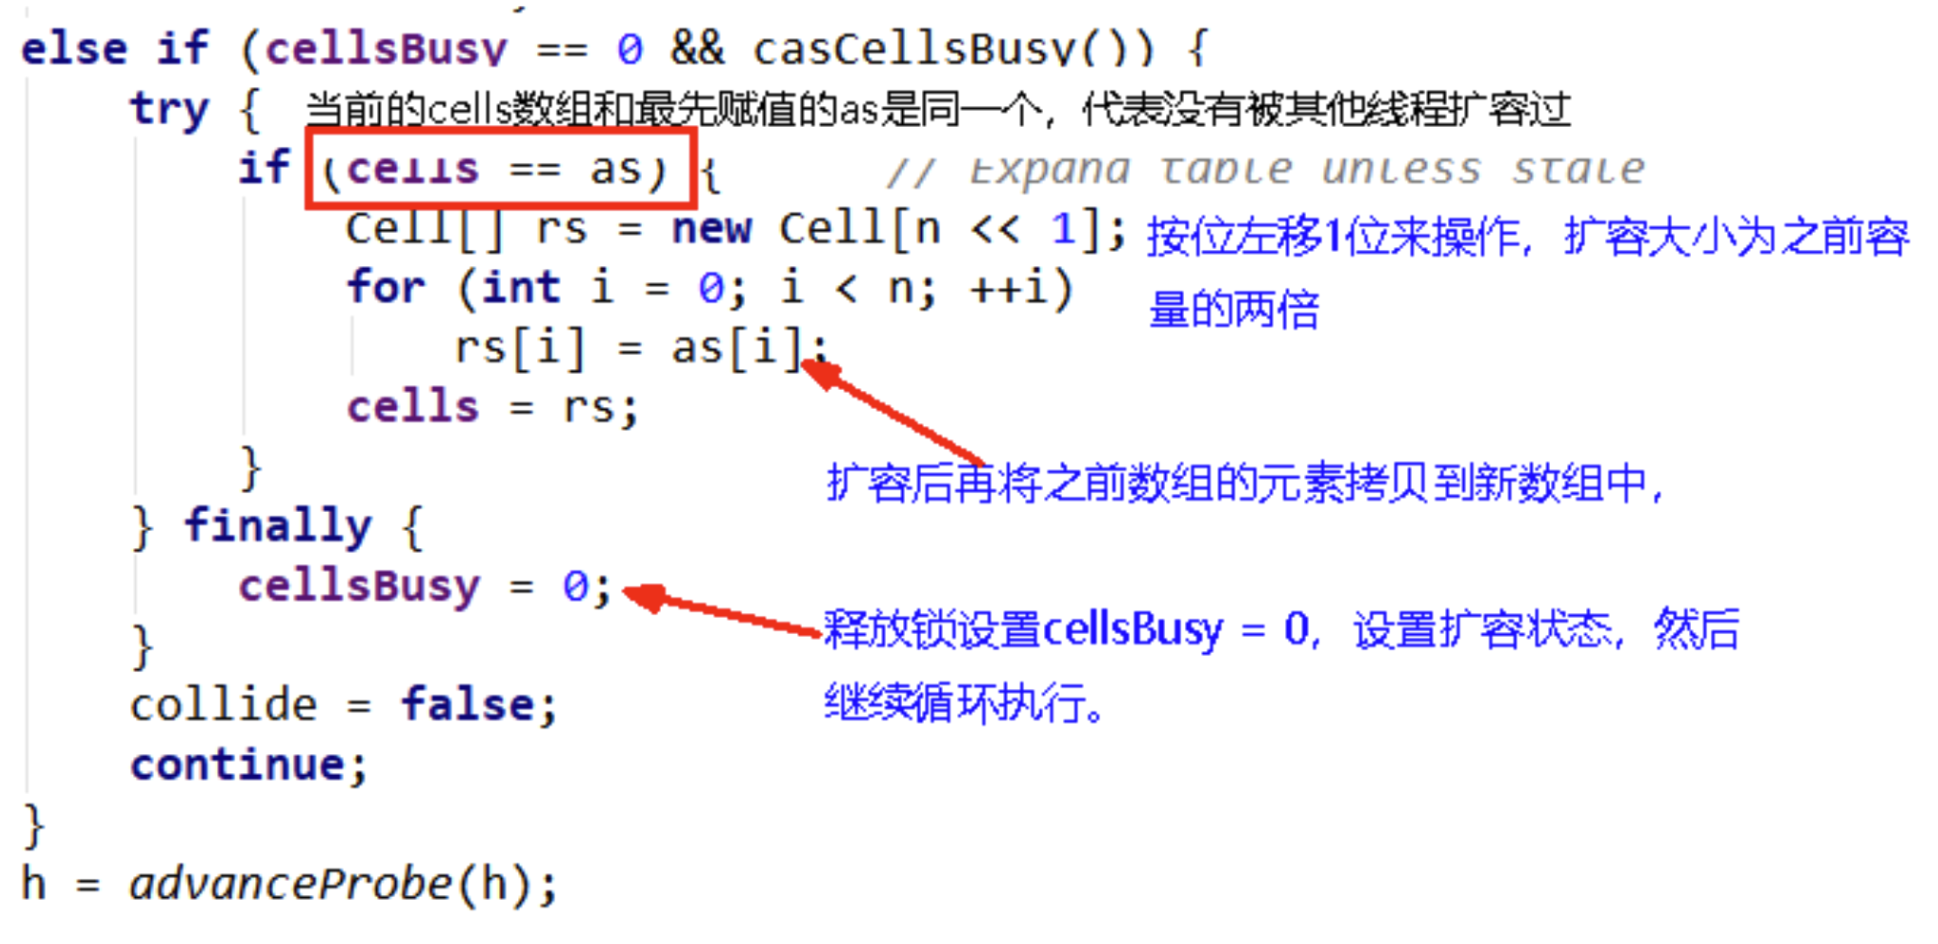 else if (cellsBusy == 0 && casCellsBusy()) {
try { 当前的cells数组和最先赋值的as是同一个，代表没有被其他线程扩容过
if (cells == as) { // Expand table unless stale
Cell[] rs = new Cell[n << 1]; 按位左移1位来操作，扩容大小为之前容
for (int i = 0; i < n; ++i)
量的两倍
rs[i] = as[i];
cells = rs;
}
扩容后再将之前数组的元素拷贝到新数组中，
} finally {
cellsBusy = 0;
释放锁设置cellsBusy = 0，设置扩容状态，然后
}
继续循环执行。
collide = false;
continue;
}
h = advanceProbe(h);